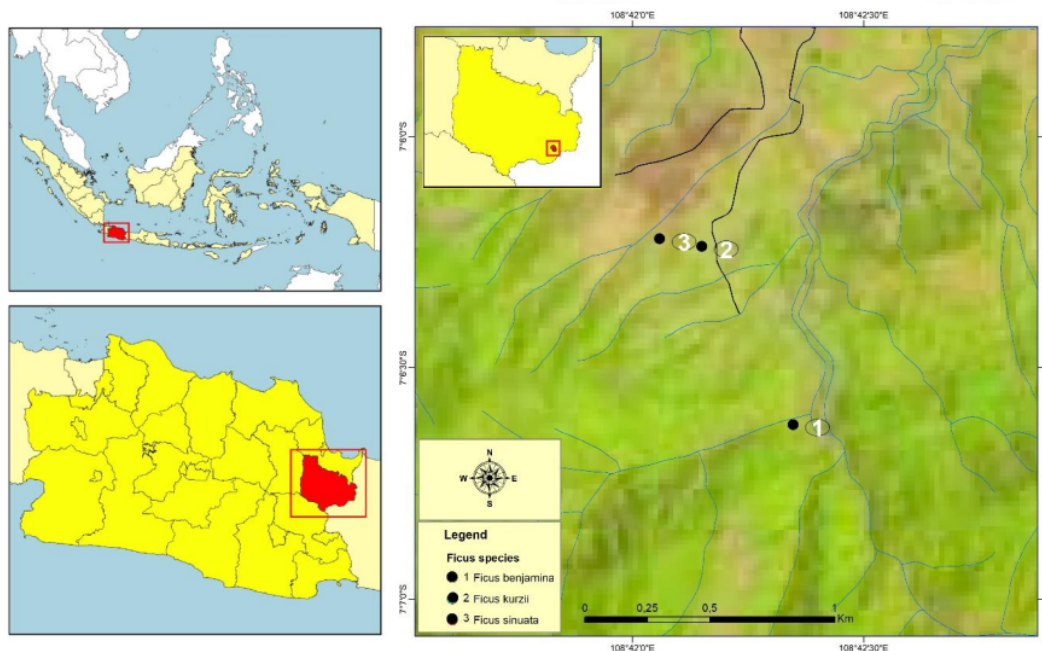 108°42'0"E
108°42'30"E
7°6'0"S
3
2
7°6'30"S
1
N
W
E
S
Legend
Ficus species
1 Ficus benjamina
2 Ficus kurzii
3 Ficus sinuata
7°7'0"S
0
0,25
0,5
1
Km
108°42'0"E
108°42'30"E